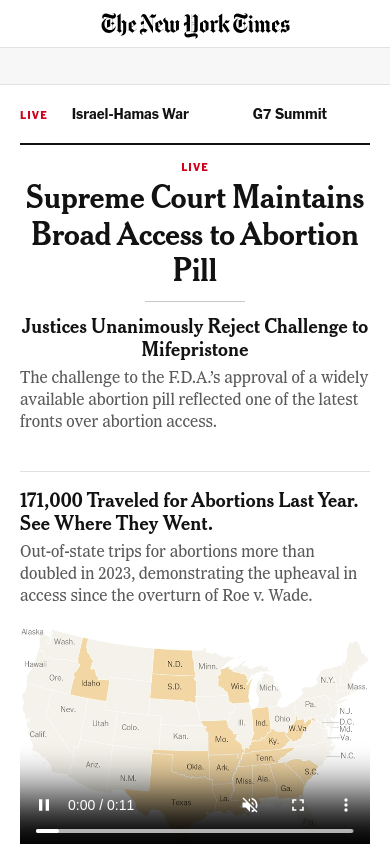 The New York Times
LIVE Israel-Hamas War G7 Summit
LIVE
Supreme Court Maintains
Broad Access to Abortion
Pill
Justices Unanimously Reject Challenge to
Mifepristone
The challenge to the F.D.A.’s approval of a widely
available abortion pill reflected one of the latest
fronts over abortion access.
171,000 Traveled for Abortions Last Year.
See Where They Went.
Out-of-state trips for abortions more than
doubled in 2023, demonstrating the upheaval in
access since the overturn of Roe v. Wade.
Alaska
Wash.
Hawaii
Ore.
Idaho
N.D.
S.D.
Minn.
Wis.
Mich.
N.Y.
Mass.
Pa.
N.J.
D.C.
Md.
Va.
Nev.
Utah
Colo.
Kan.
Mo.
Ill.
Ind.
Ohio
W.Va
Ky.
Calif.
Ariz.
N.M.
Okla.
Ark.
Tenn.
N.C.
S.C.
Miss.
Ala.
Ga.
Texas
La.
0:00 / 0:11